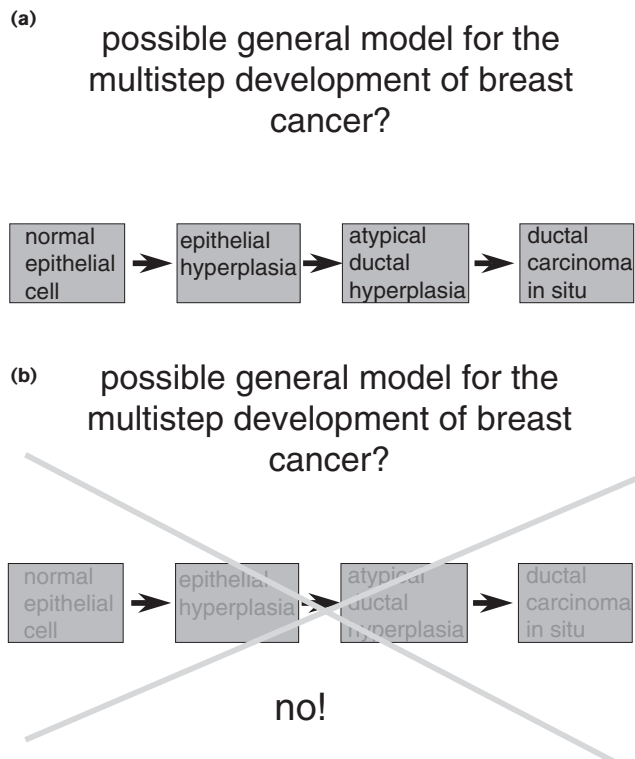 (a)
possible general model for the
multistep development of breast
cancer?
normal
epithelial
cell
epithelial
hyperplasia
atypical
ductal
hyperplasia
ductal
carcinoma
in situ
(b)
possible general model for the
multistep development of breast
cancer?
normal
epithelial
cell
epithelial
hyperplasia
atypical
ductal
hyperplasia
ductal
carcinoma
in situ
no!